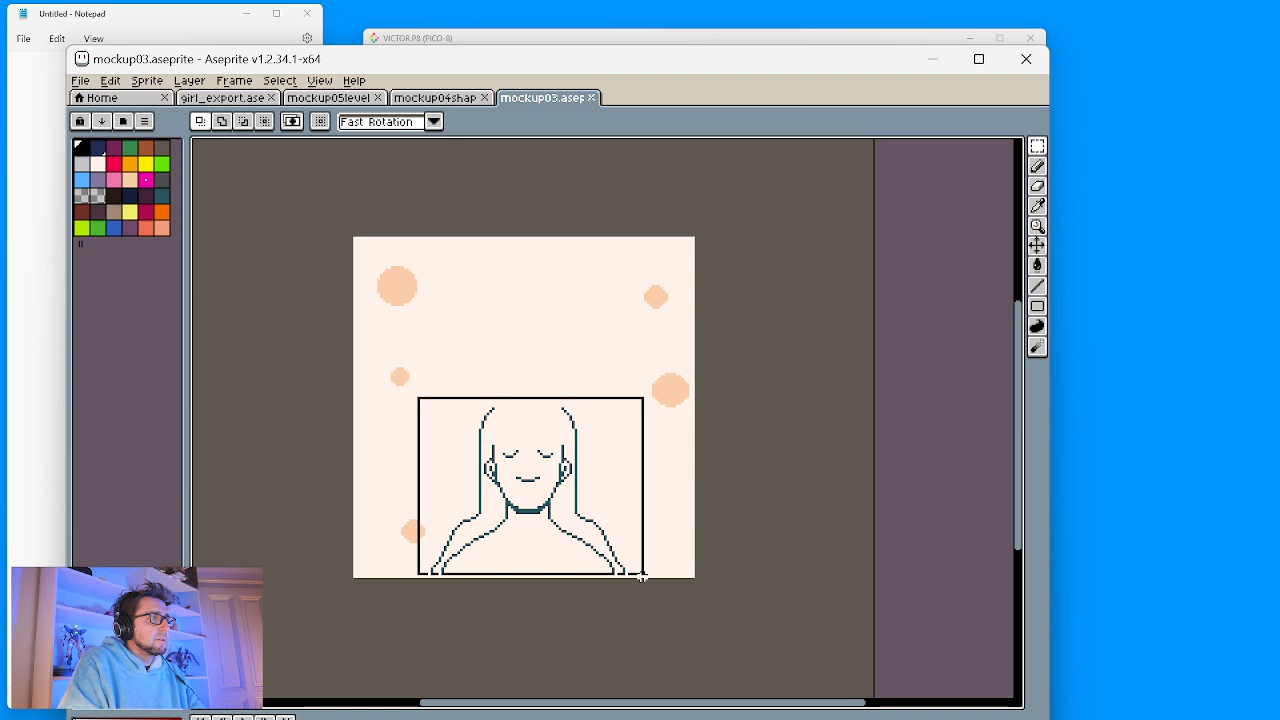 Untitled - Notepad
File Edit View
VICTOR.P8 (PICO-8)
mockup03.aseprite - Aseprite v1.2.34.1-x64
File Edit Sprite Layer Frame Select View Help
Home girl_export.ase mockup05level mockup04shap mockup03.asep
Fast Rotation